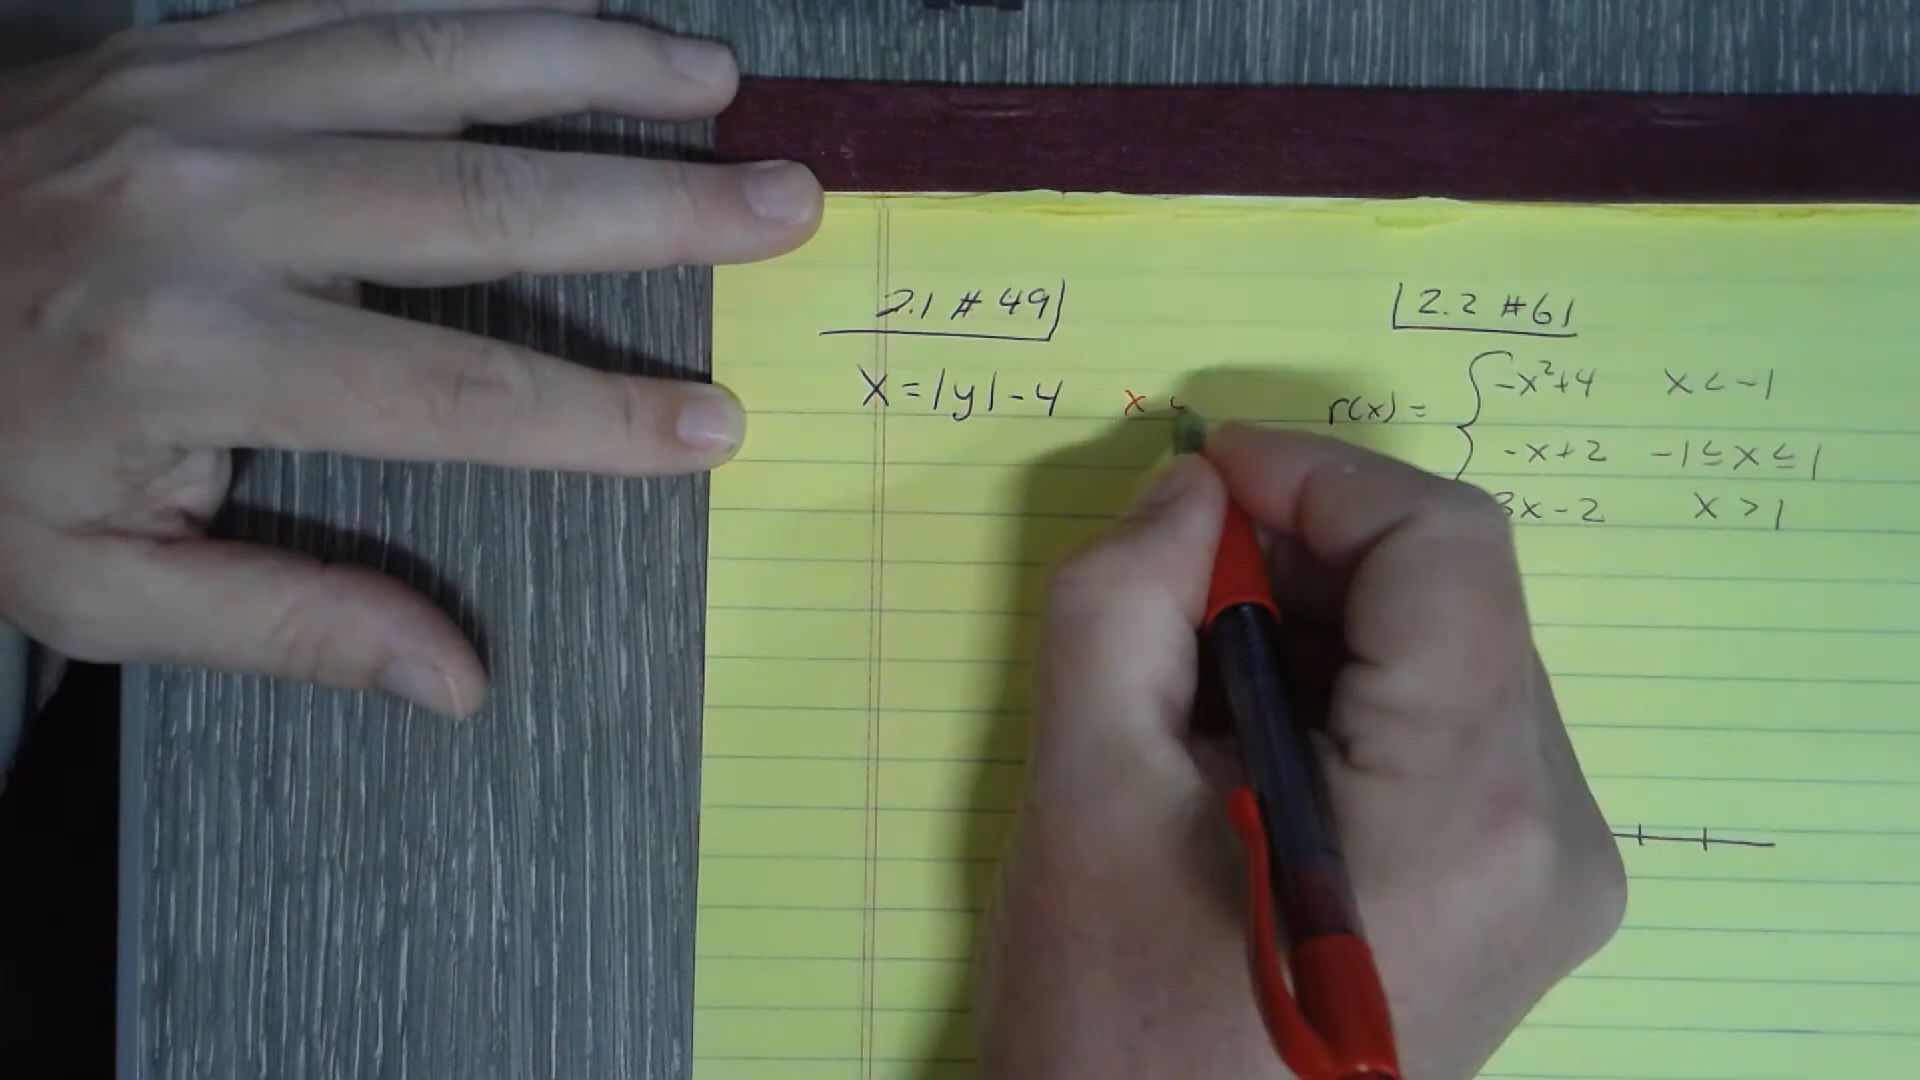 2.1 # 49
x = |y| - 4
x
2.2 #61
r(x) = { -x²+4 x < -1
-x+2 -1 ≤ x ≤ 1
3x - 2 x > 1